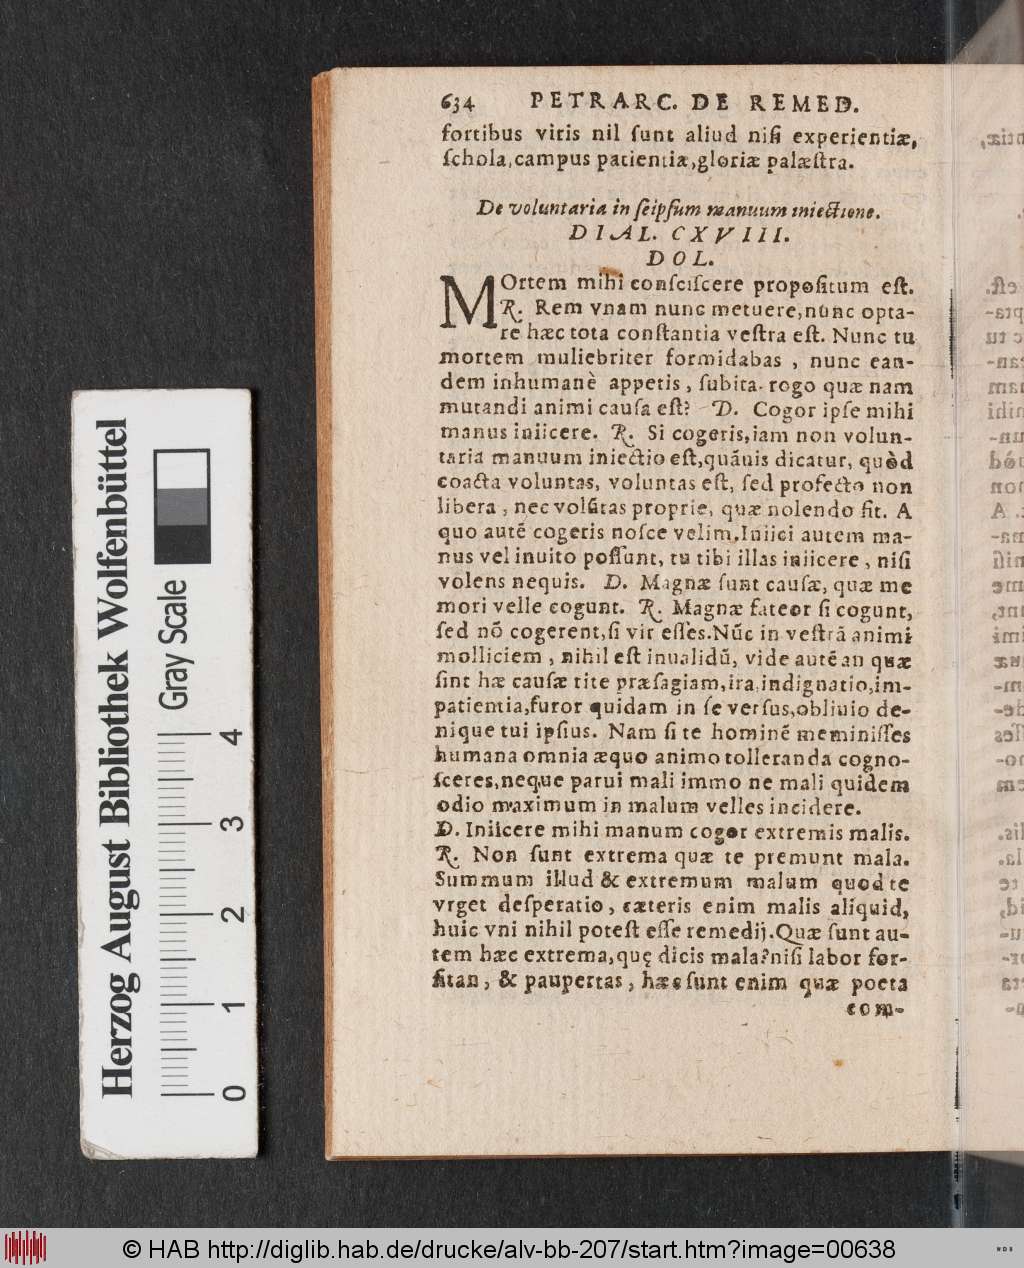 634 PETRARC. DE REMED.
fortibus viris nil ſunt aliud niſi experientiæ,
ſchola,campus patientiæ,gloriæ palæſtra.
De voluntaria in ſeipſum manuum iniectione.
DIAL. CXVIII.
DOL.
MOrtem mihi conſciſcere propoſitum eſt.
R. Rem vnam nunc metuere,nũnc opta-
re hæc tota conſtantia veſtra eſt. Nunc tu
mortem muliebriter formidabas , nunc ean-
dem inhumanè appetis , ſubita. rogo quæ nam
mutandi animi cauſa eſt? D. Cogor ipſe mihi
manus iniicere. R. Si cogeris,iam non volun-
taria manuum iniectio eſt,quãuis dicatur, quòd
coacta voluntas, voluntas eſt, ſed profecto non
libera , nec volũtas proprie, quæ nolendo fit. A
quo autẽ cogeris noſce velim.Iniici autem ma-
nus vel inuito poſſunt, tu tibi illas iniicere , niſi
volens nequis. D. Magnæ ſunt cauſæ, quæ me
mori velle cogunt. R. Magnæ fateor ſi cogunt,
ſed nõ cogerent,ſi vir eſſes.Nũc in veſtrã animi
molliciem , nihil eſt inualidũ, vide autẽ an quæ
ſint hæ cauſæ rite præſagiam,ira,indignatio,im-
patientia,furor quidam in ſe verſus,obliuio de-
nique tui ipſius. Nam ſi te hominẽ meminiſſes
humana omnia æquo animo tolleranda cogno-
ſceres,neque parui mali immo ne mali quidem
odio maximum in malum velles incidere.
D. Iniicere mihi manum cogor extremis malis.
R. Non ſunt extrema quæ te premunt mala.
Summum illud & extremum malum quod te
vrget deſperatio, cæteris enim malis aliquid,
huic vni nihil poteſt eſſe remedij.Quæ ſunt au-
tem hæc extrema,quę dicis mala?niſi labor for-
ſitan, & paupertas, hæc ſunt enim quæ poeta
com-
Herzog August Bibliothek Wolfenbüttel
Gray Scale
0 1 2 3 4
© HAB http://diglib.hab.de/drucke/alv-bb-207/start.htm?image=00638